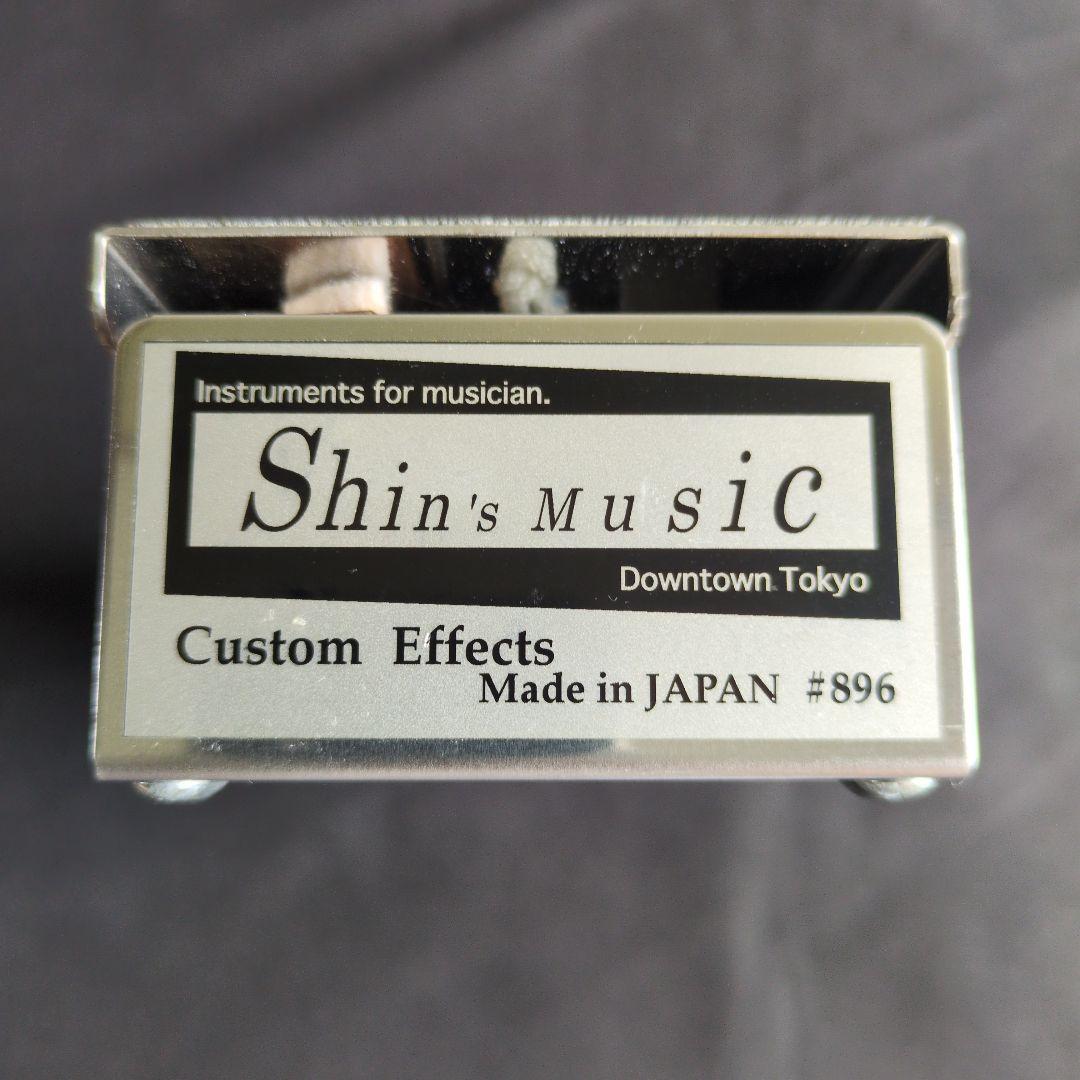 Instruments for musician.
Shin's Music
Downtown Tokyo
Custom Effects
Made in JAPAN #896